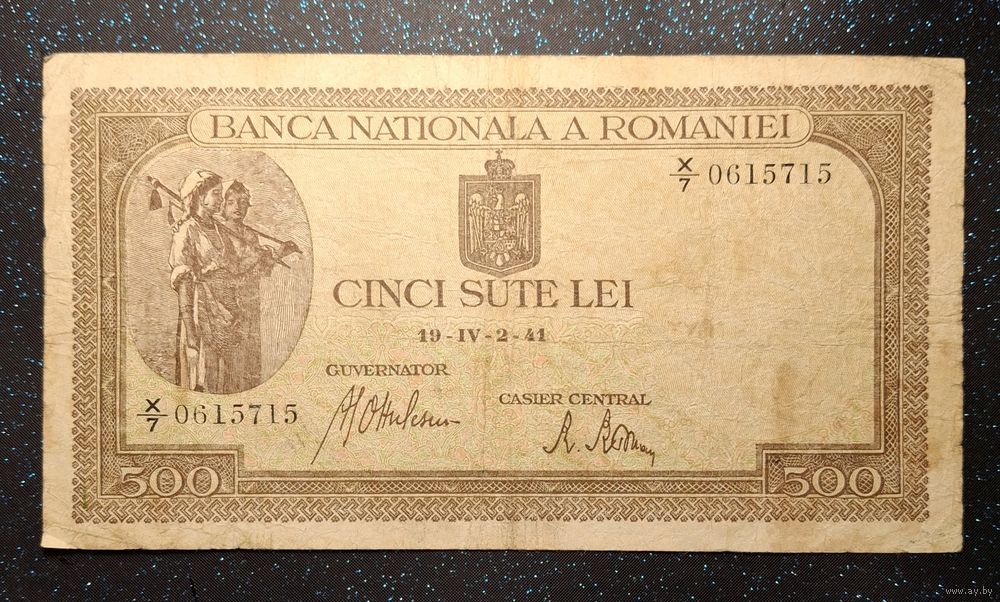 BANCA NATIONALA A ROMANIEI
X/7 0615715
CINCI SUTE LEI
19-IV-2-41
GUVERNATOR
CASIER CENTRAL
X/7 0615715
500
500
www.ay.by